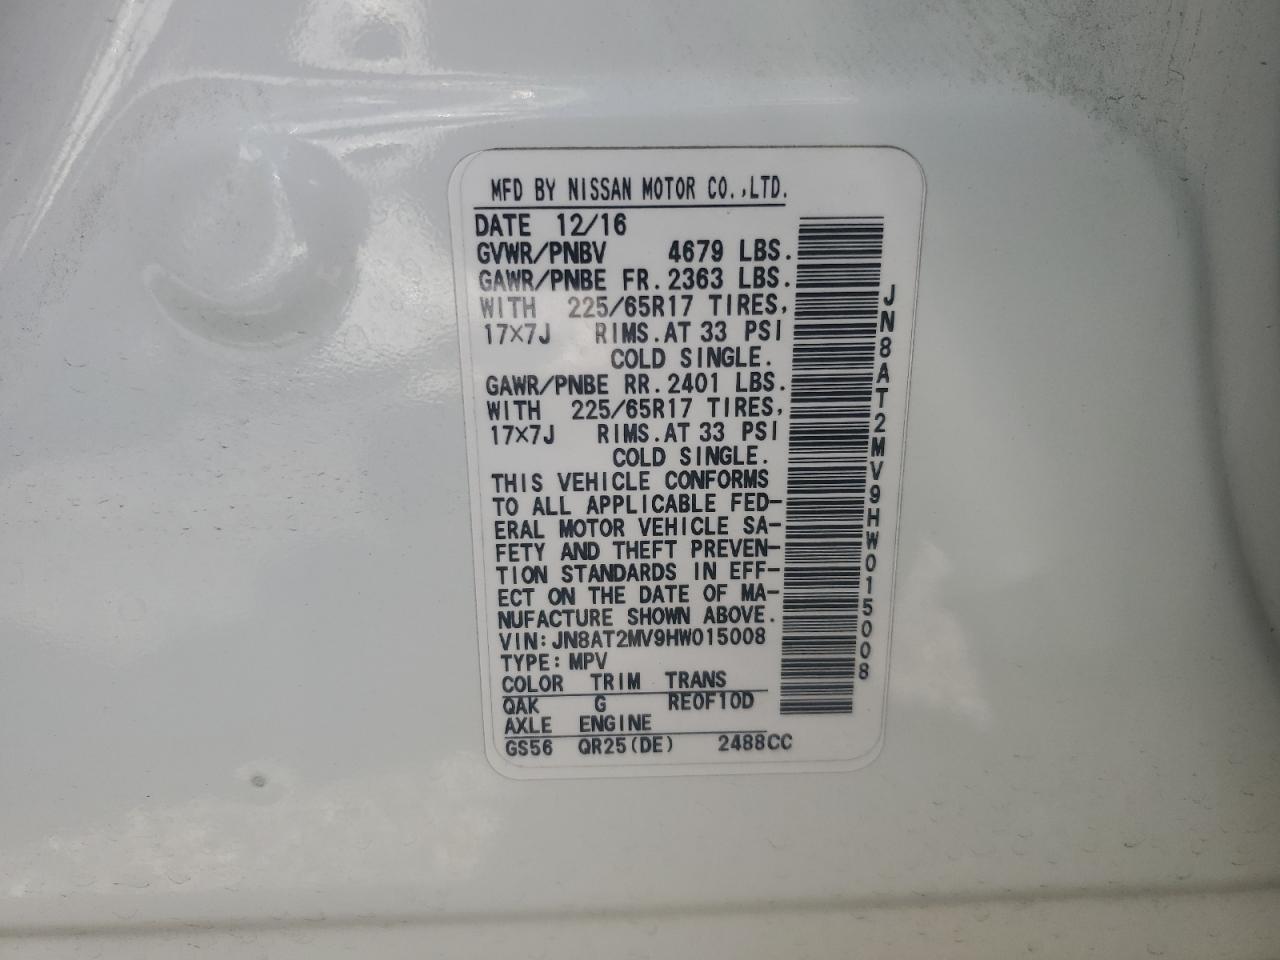 MFD BY NISSAN MOTOR CO.,LTD.
DATE 12/16
GVWR/PNBV 4679 LBS.
GAWR/PNBE FR.2363 LBS.
WITH 225/65R17 TIRES,
17×7J RIMS.AT 33 PSI
COLD SINGLE.
GAWR/PNBE RR.2401 LBS.
WITH 225/65R17 TIRES,
17×7J RIMS.AT 33 PSI
COLD SINGLE.
THIS VEHICLE CONFORMS
TO ALL APPLICABLE FED-
ERAL MOTOR VEHICLE SA-
FETY AND THEFT PREVEN-
TION STANDARDS IN EFF-
ECT ON THE DATE OF MA-
NUFACTURE SHOWN ABOVE.
VIN:JN8AT2MV9HW015008
TYPE:MPV
COLOR TRIM TRANS
QAK G RE0F10D
AXLE ENGINE
GS56 QR25(DE) 2488CC
JN8AT2MV9HW015008